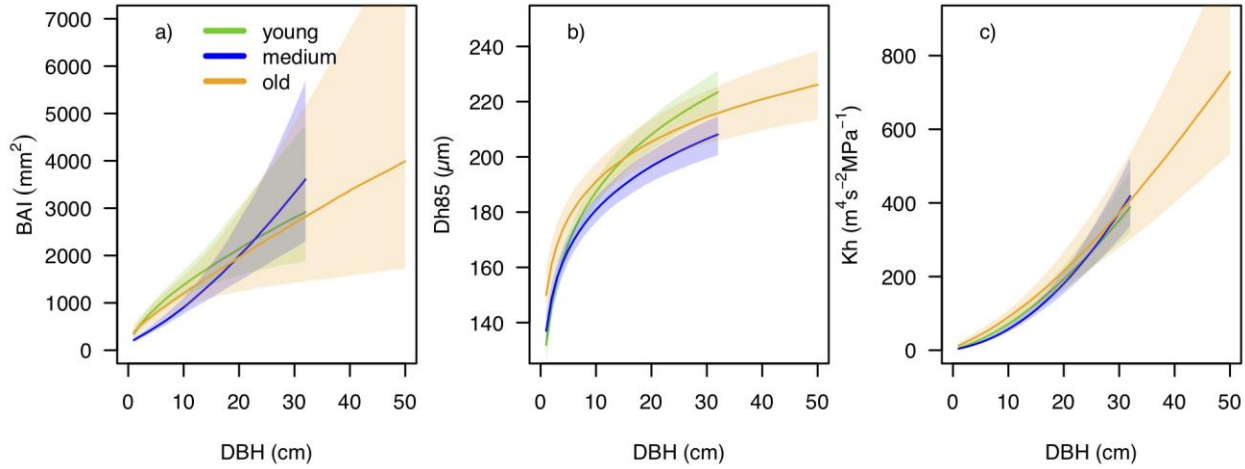 a)
young
medium
old
BAI (mm²)
7000
6000
5000
4000
3000
2000
1000
0
0 10 20 30 40 50
DBH (cm)
b)
Dh85 (µm)
240
220
200
180
160
140
0 10 20 30 40 50
DBH (cm)
c)
Kh (m⁴s⁻²MPa⁻¹)
800
600
400
200
0
0 10 20 30 40 50
DBH (cm)